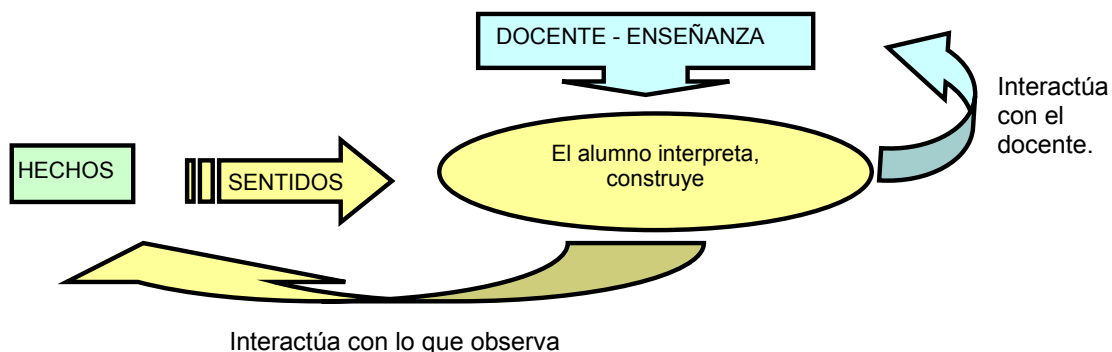 DOCENTE - ENSEÑANZA
Interactúa
con el
docente.
El alumno interpreta,
construye
HECHOS
SENTIDOS
Interactúa con lo que observa